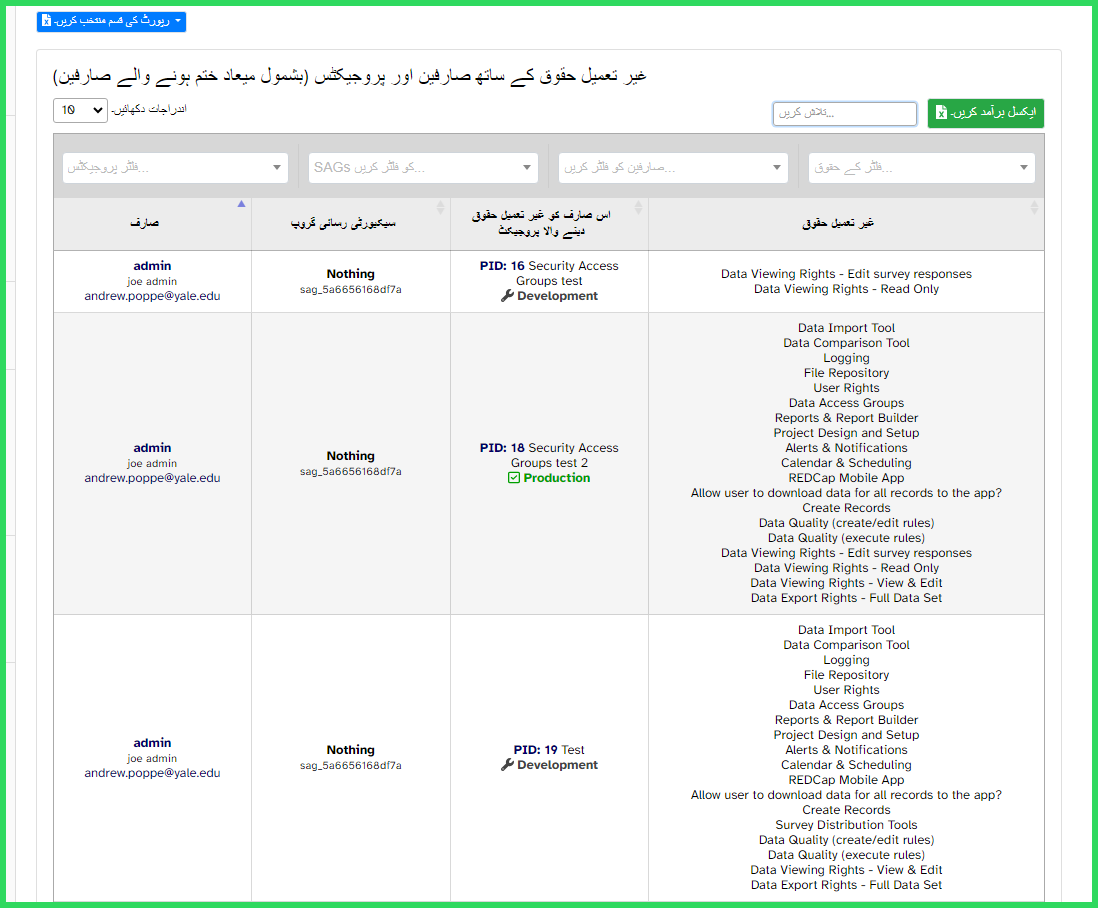 رپورٹ کی قسم منتخب کریں۔
غیر تعمیل حقوق کے ساتھ صارفین اور پروجیکٹس (بشمول میعاد ختم ہونے والے صارفین)
10 اندراجات دکھائیں۔
تلاش کریں...
ایکسل برآمد کریں۔
فلٹر پروجیکٹس...
SAGs کو فلٹر کریں...
صارفین کو فلٹر کریں...
فلٹر کے حقوق...
صارف
سیکیورٹی رسائی گروپ
اس صارف کو غیر تعمیل حقوق
دینے والا پروجیکٹ
غیر تعمیل حقوق
admin
joe admin
andrew.poppe@yale.edu
Nothing
sag_5a6656168df7a
PID: 16 Security Access
Groups test
Development
Data Viewing Rights - Edit survey responses
Data Viewing Rights - Read Only
admin
joe admin
andrew.poppe@yale.edu
Nothing
sag_5a6656168df7a
PID: 18 Security Access
Groups test 2
Production
Data Import Tool
Data Comparison Tool
Logging
File Repository
User Rights
Data Access Groups
Reports & Report Builder
Project Design and Setup
Alerts & Notifications
Calendar & Scheduling
REDCap Mobile App
Allow user to download data for all records to the app?
Create Records
Data Quality (create/edit rules)
Data Quality (execute rules)
Data Viewing Rights - Edit survey responses
Data Viewing Rights - Read Only
Data Viewing Rights - View & Edit
Data Export Rights - Full Data Set
admin
joe admin
andrew.poppe@yale.edu
Nothing
sag_5a6656168df7a
PID: 19 Test
Development
Data Import Tool
Data Comparison Tool
Logging
File Repository
User Rights
Data Access Groups
Reports & Report Builder
Project Design and Setup
Alerts & Notifications
Calendar & Scheduling
REDCap Mobile App
Allow user to download data for all records to the app?
Create Records
Survey Distribution Tools
Data Quality (create/edit rules)
Data Quality (execute rules)
Data Viewing Rights - View & Edit
Data Export Rights - Full Data Set